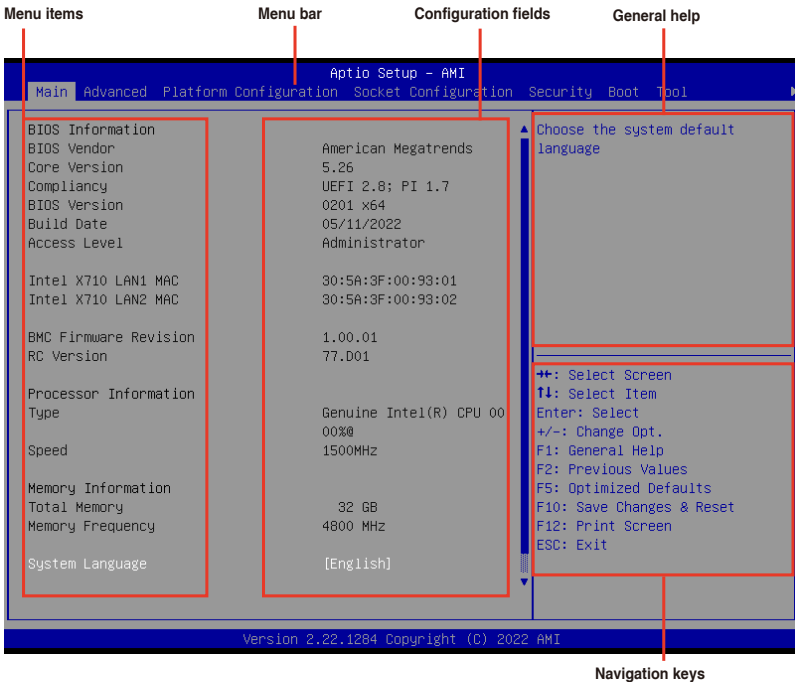 Menu items Menu bar Configuration fields General help
Aptio Setup – AMI
Main Advanced Platform Configuration Socket Configuration Security Boot Tool
BIOS Information
BIOS Vendor American Megatrends
Core Version 5.26
Compliancy UEFI 2.8; PI 1.7
BIOS Version 0201 x64
Build Date 05/11/2022
Access Level Administrator
Intel X710 LAN1 MAC 30:5A:3F:00:93:01
Intel X710 LAN2 MAC 30:5A:3F:00:93:02
BMC Firmware Revision 1.00.01
RC Version 77.D01
Processor Information
Type Genuine Intel(R) CPU 00
00%@
Speed 1500MHz
Memory Information
Total Memory 32 GB
Memory Frequency 4800 MHz
System Language [English]
Choose the system default
language
→←: Select Screen
↑↓: Select Item
Enter: Select
+/-: Change Opt.
F1: General Help
F2: Previous Values
F5: Optimized Defaults
F10: Save Changes & Reset
F12: Print Screen
ESC: Exit
Version 2.22.1284 Copyright (C) 2022 AMI
Navigation keys